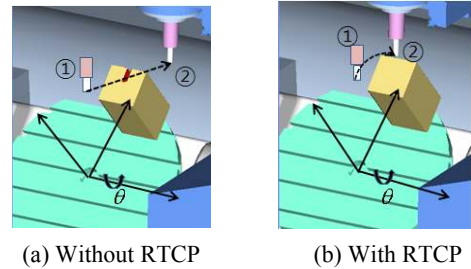 ① ②
θ
① ②
θ
(a) Without RTCP
(b) With RTCP